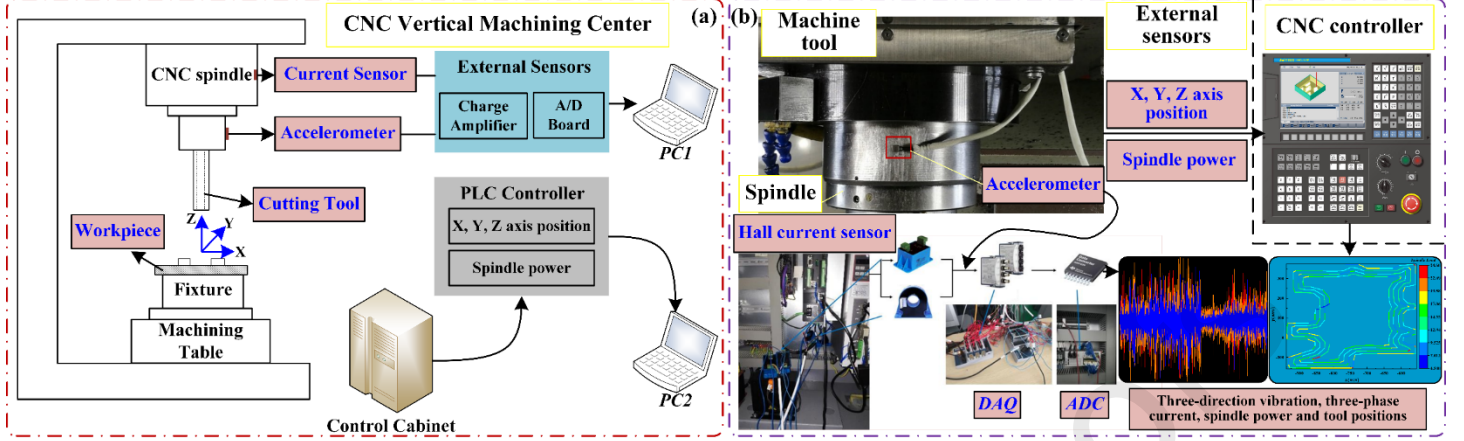 CNC Vertical Machining Center
(a)
CNC spindle
Current Sensor
Accelerometer
External Sensors
Charge
Amplifier
A/D
Board
PC1
Cutting Tool
PLC Controller
X, Y, Z axis position
Spindle power
Z
Y
X
Workpiece
Fixture
Machining
Table
PC2
Control Cabinet
(b)
Machine
tool
External
sensors
CNC controller
X, Y, Z axis
position
Spindle power
Spindle
Accelerometer
Hall current sensor
DAQ
ADC
Three-direction vibration, three-phase
current, spindle power and tool positions